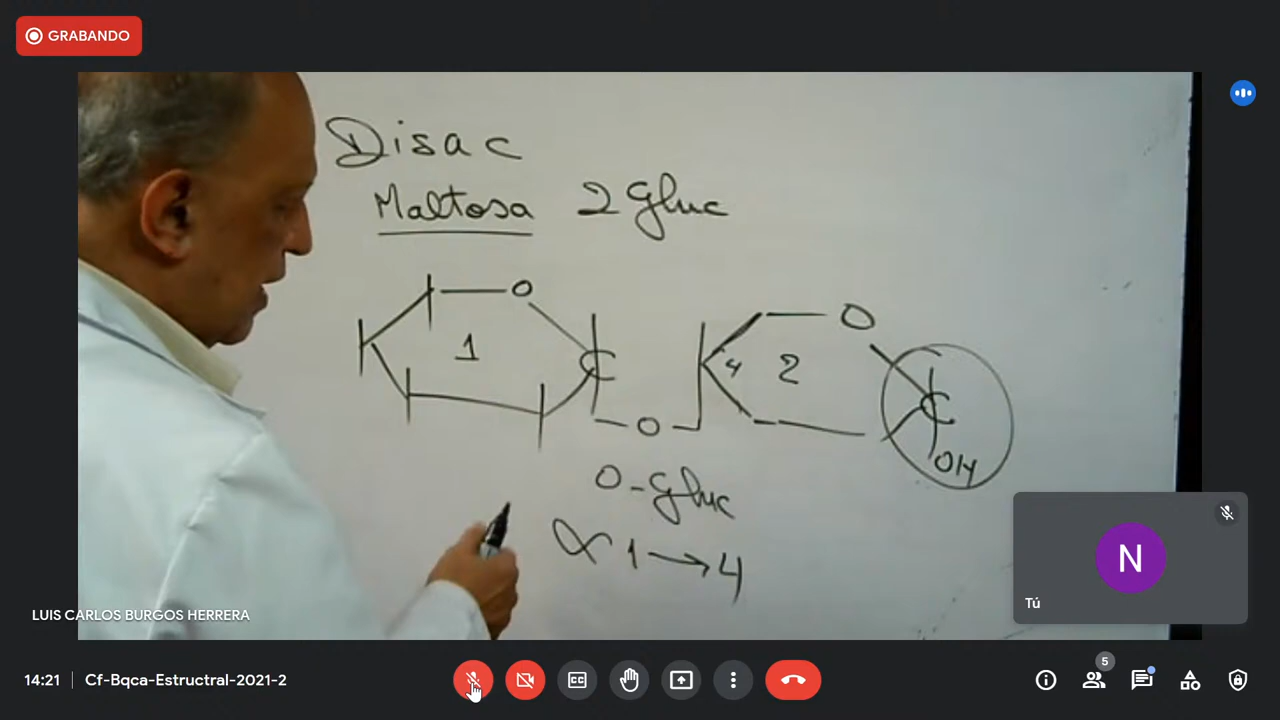 GRABANDO
Disac
Maltosa 2 Gluc
O
1
C
O
4
2
O
C
OH
O-Gluc
α 1→4
N
Tú
LUIS CARLOS BURGOS HERRERA
14:21 | Cf-Bqca-Estructral-2021-2
CC
5